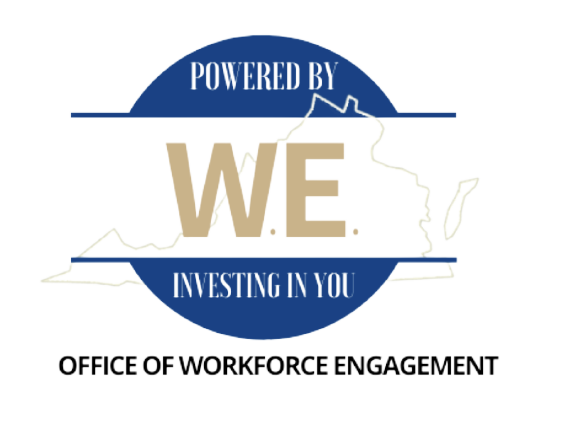 POWERED BY
W.E.
INVESTING IN YOU
OFFICE OF WORKFORCE ENGAGEMENT